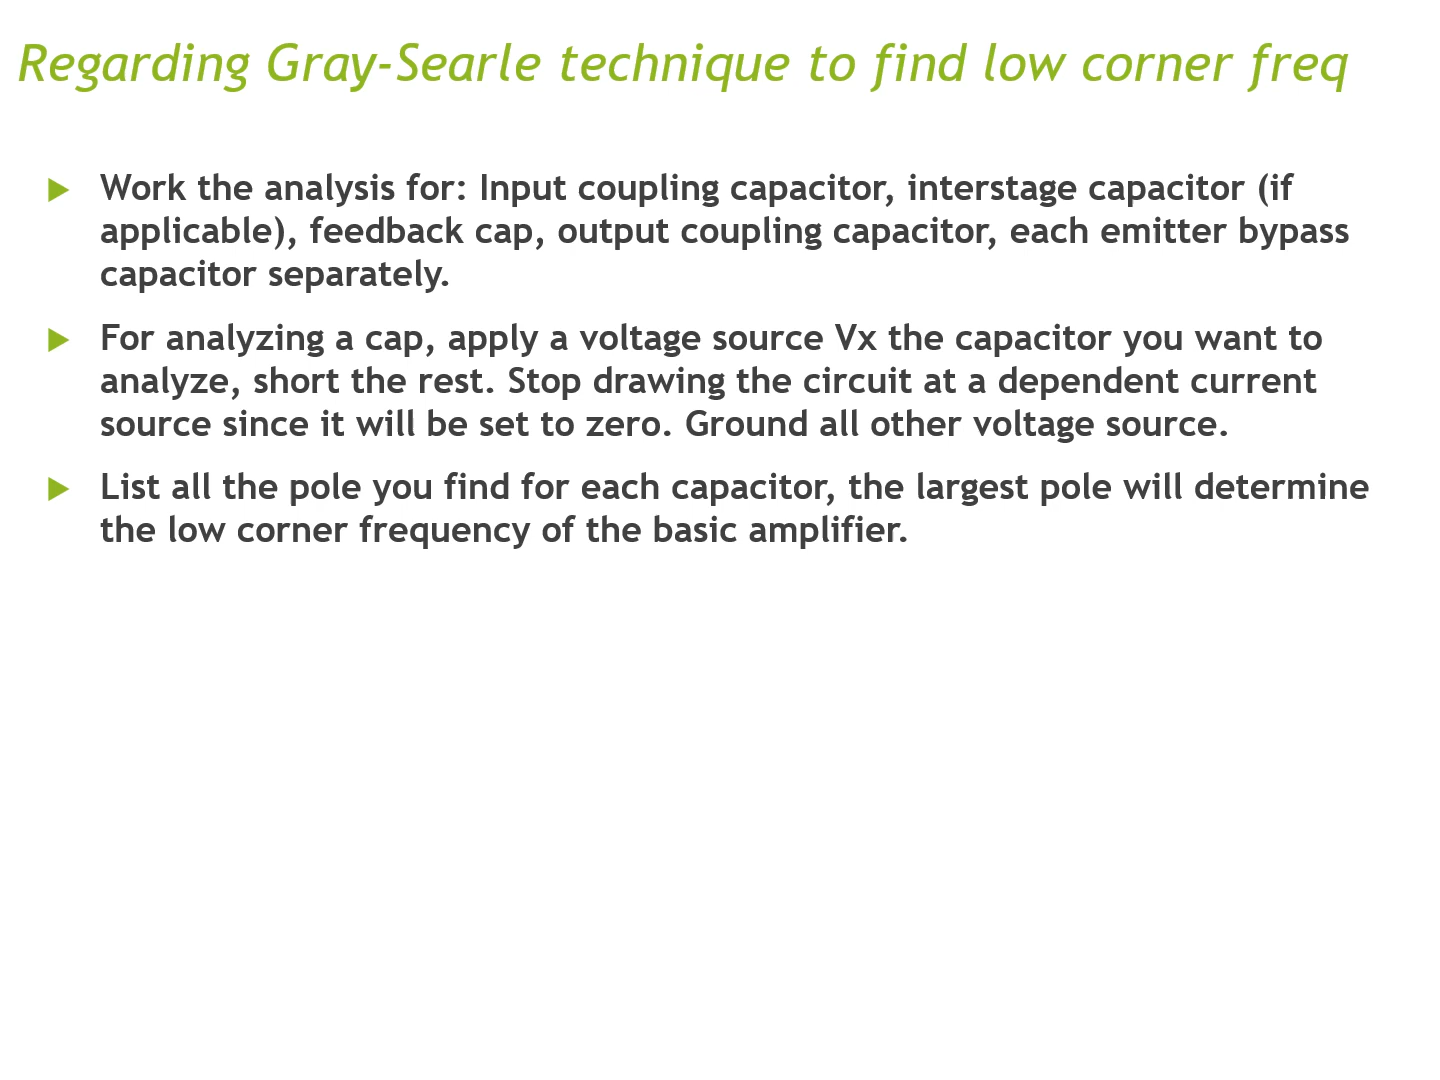 Regarding Gray-Searle technique to find low corner freq
Work the analysis for: Input coupling capacitor, interstage capacitor (if
applicable), feedback cap, output coupling capacitor, each emitter bypass
capacitor separately.
For analyzing a cap, apply a voltage source Vx the capacitor you want to
analyze, short the rest. Stop drawing the circuit at a dependent current
source since it will be set to zero. Ground all other voltage source.
List all the pole you find for each capacitor, the largest pole will determine
the low corner frequency of the basic amplifier.